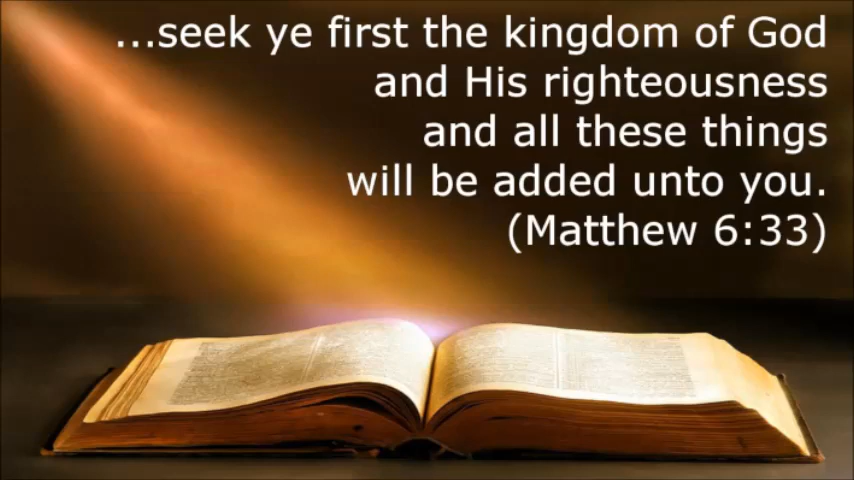 ...seek ye first the kingdom of God
and His righteousness
and all these things
will be added unto you.
(Matthew 6:33)